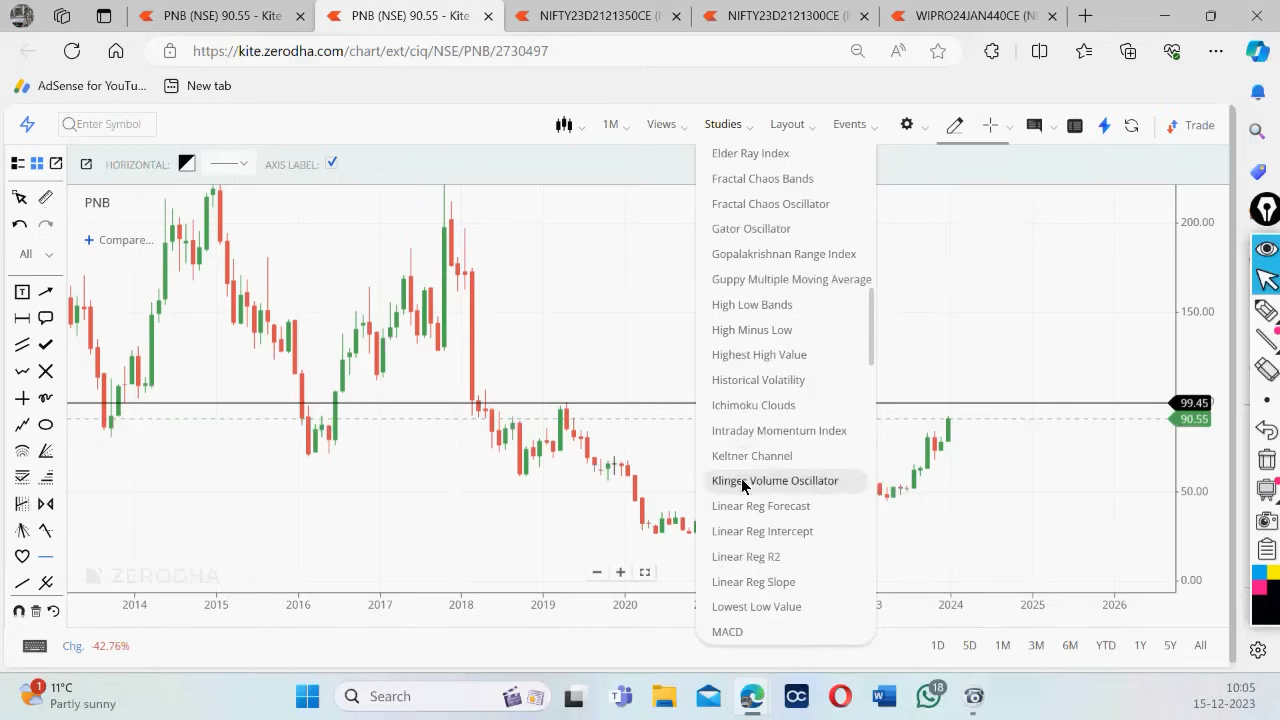 PNB (NSE) 90.55 - Kite
PNB (NSE) 90.55 - Kite
NIFTY23D2121350CE (
NIFTY23D2121300CE (
WIPRO24JAN440CE (N
https://kite.zerodha.com/chart/ext/ciq/NSE/PNB/2730497
AdSense for YouTu...
New tab
Enter Symbol
1M
Views
Studies
Layout
Events
Trade
HORIZONTAL:
AXIS LABEL:
PNB
Compare...
All
T
Elder Ray Index
Fractal Chaos Bands
Fractal Chaos Oscillator
Gator Oscillator
Gopalakrishnan Range Index
Guppy Multiple Moving Average
High Low Bands
High Minus Low
Highest High Value
Historical Volatility
Ichimoku Clouds
Intraday Momentum Index
Keltner Channel
Klinger Volume Oscillator
Linear Reg Forecast
Linear Reg Intercept
Linear Reg R2
Linear Reg Slope
Lowest Low Value
MACD
200.00
150.00
99.45
90.55
50.00
0.00
ZERODHA
2014
2015
2016
2017
2018
2019
2020
3
2024
2025
2026
Chg. -42.76%
1D
5D
1M
3M
6M
YTD
1Y
5Y
All
1
11°C
Partly sunny
Search
18
10:05
15-12-2023